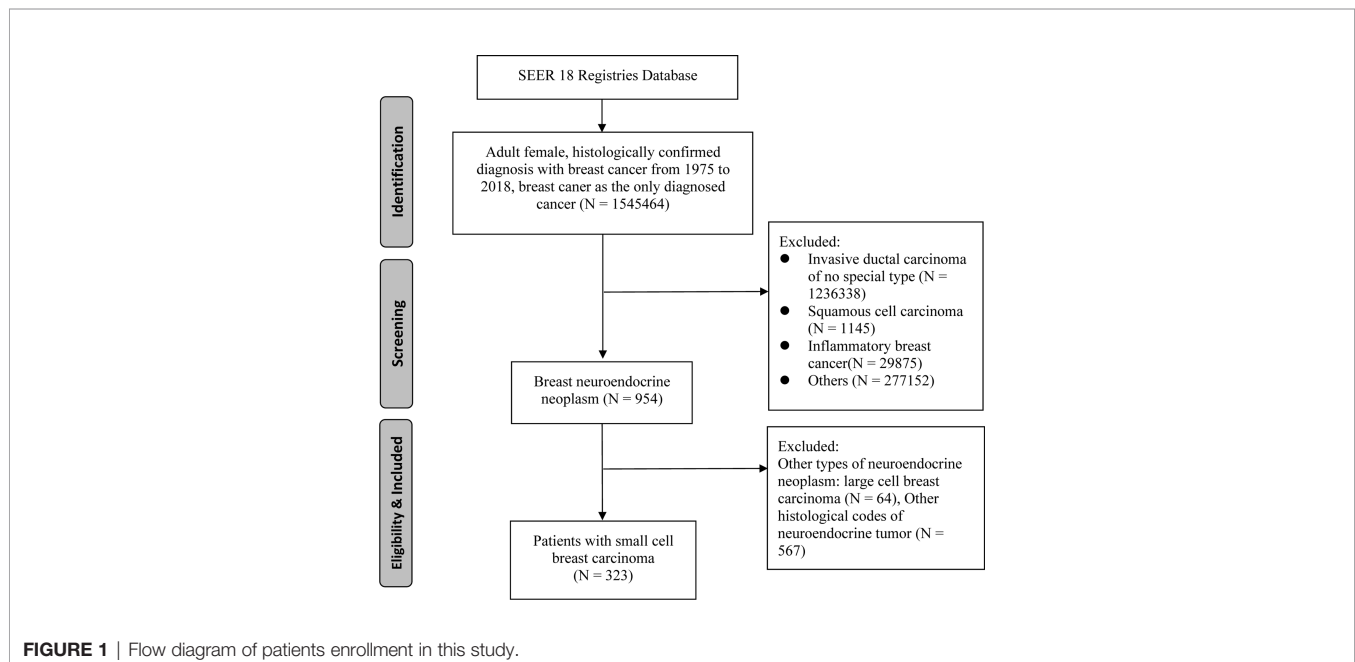 SEER 18 Registries Database
Identification
Adult female, histologically confirmed
diagnosis with breast cancer from 1975 to
2018, breast caner as the only diagnosed
cancer (N = 1545464)
Excluded:
● Invasive ductal carcinoma
of no special type (N =
1236338)
● Squamous cell carcinoma
(N = 1145)
● Inflammatory breast
cancer(N = 29875)
● Others (N = 277152)
Screening
Breast neuroendocrine
neoplasm (N = 954)
Excluded:
Other types of neuroendocrine
neoplasm: large cell breast
carcinoma (N = 64), Other
histological codes of
neuroendocrine tumor (N =
567)
Eligibility & Included
Patients with small cell
breast carcinoma
(N = 323)
FIGURE 1 | Flow diagram of patients enrollment in this study.